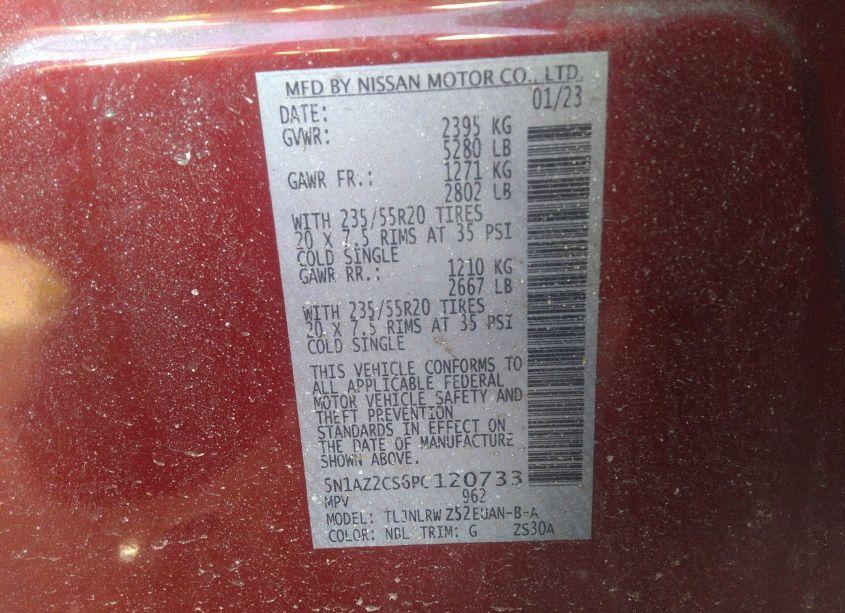 MFD BY NISSAN MOTOR CO., LTD.
DATE: 01/23
GVWR: 2395 KG
5280 LB
GAWR FR.: 1271 KG
2802 LB
WITH 235/55R20 TIRES
20 X 7.5 RIMS AT 35 PSI
COLD SINGLE
GAWR RR.: 1210 KG
2667 LB
WITH 235/55R20 TIRES
20 X 7.5 RIMS AT 35 PSI
COLD SINGLE
THIS VEHICLE CONFORMS TO
ALL APPLICABLE FEDERAL
MOTOR VEHICLE SAFETY AND
THEFT PREVENTION
STANDARDS IN EFFECT ON
THE DATE OF MANUFACTURE
SHOWN ABOVE.
5N1AZ2CS6PC120733
MPV 962
MODEL: TLJNLRW Z52EUAN-B-A
COLOR: NBL TRIM: G ZS30A